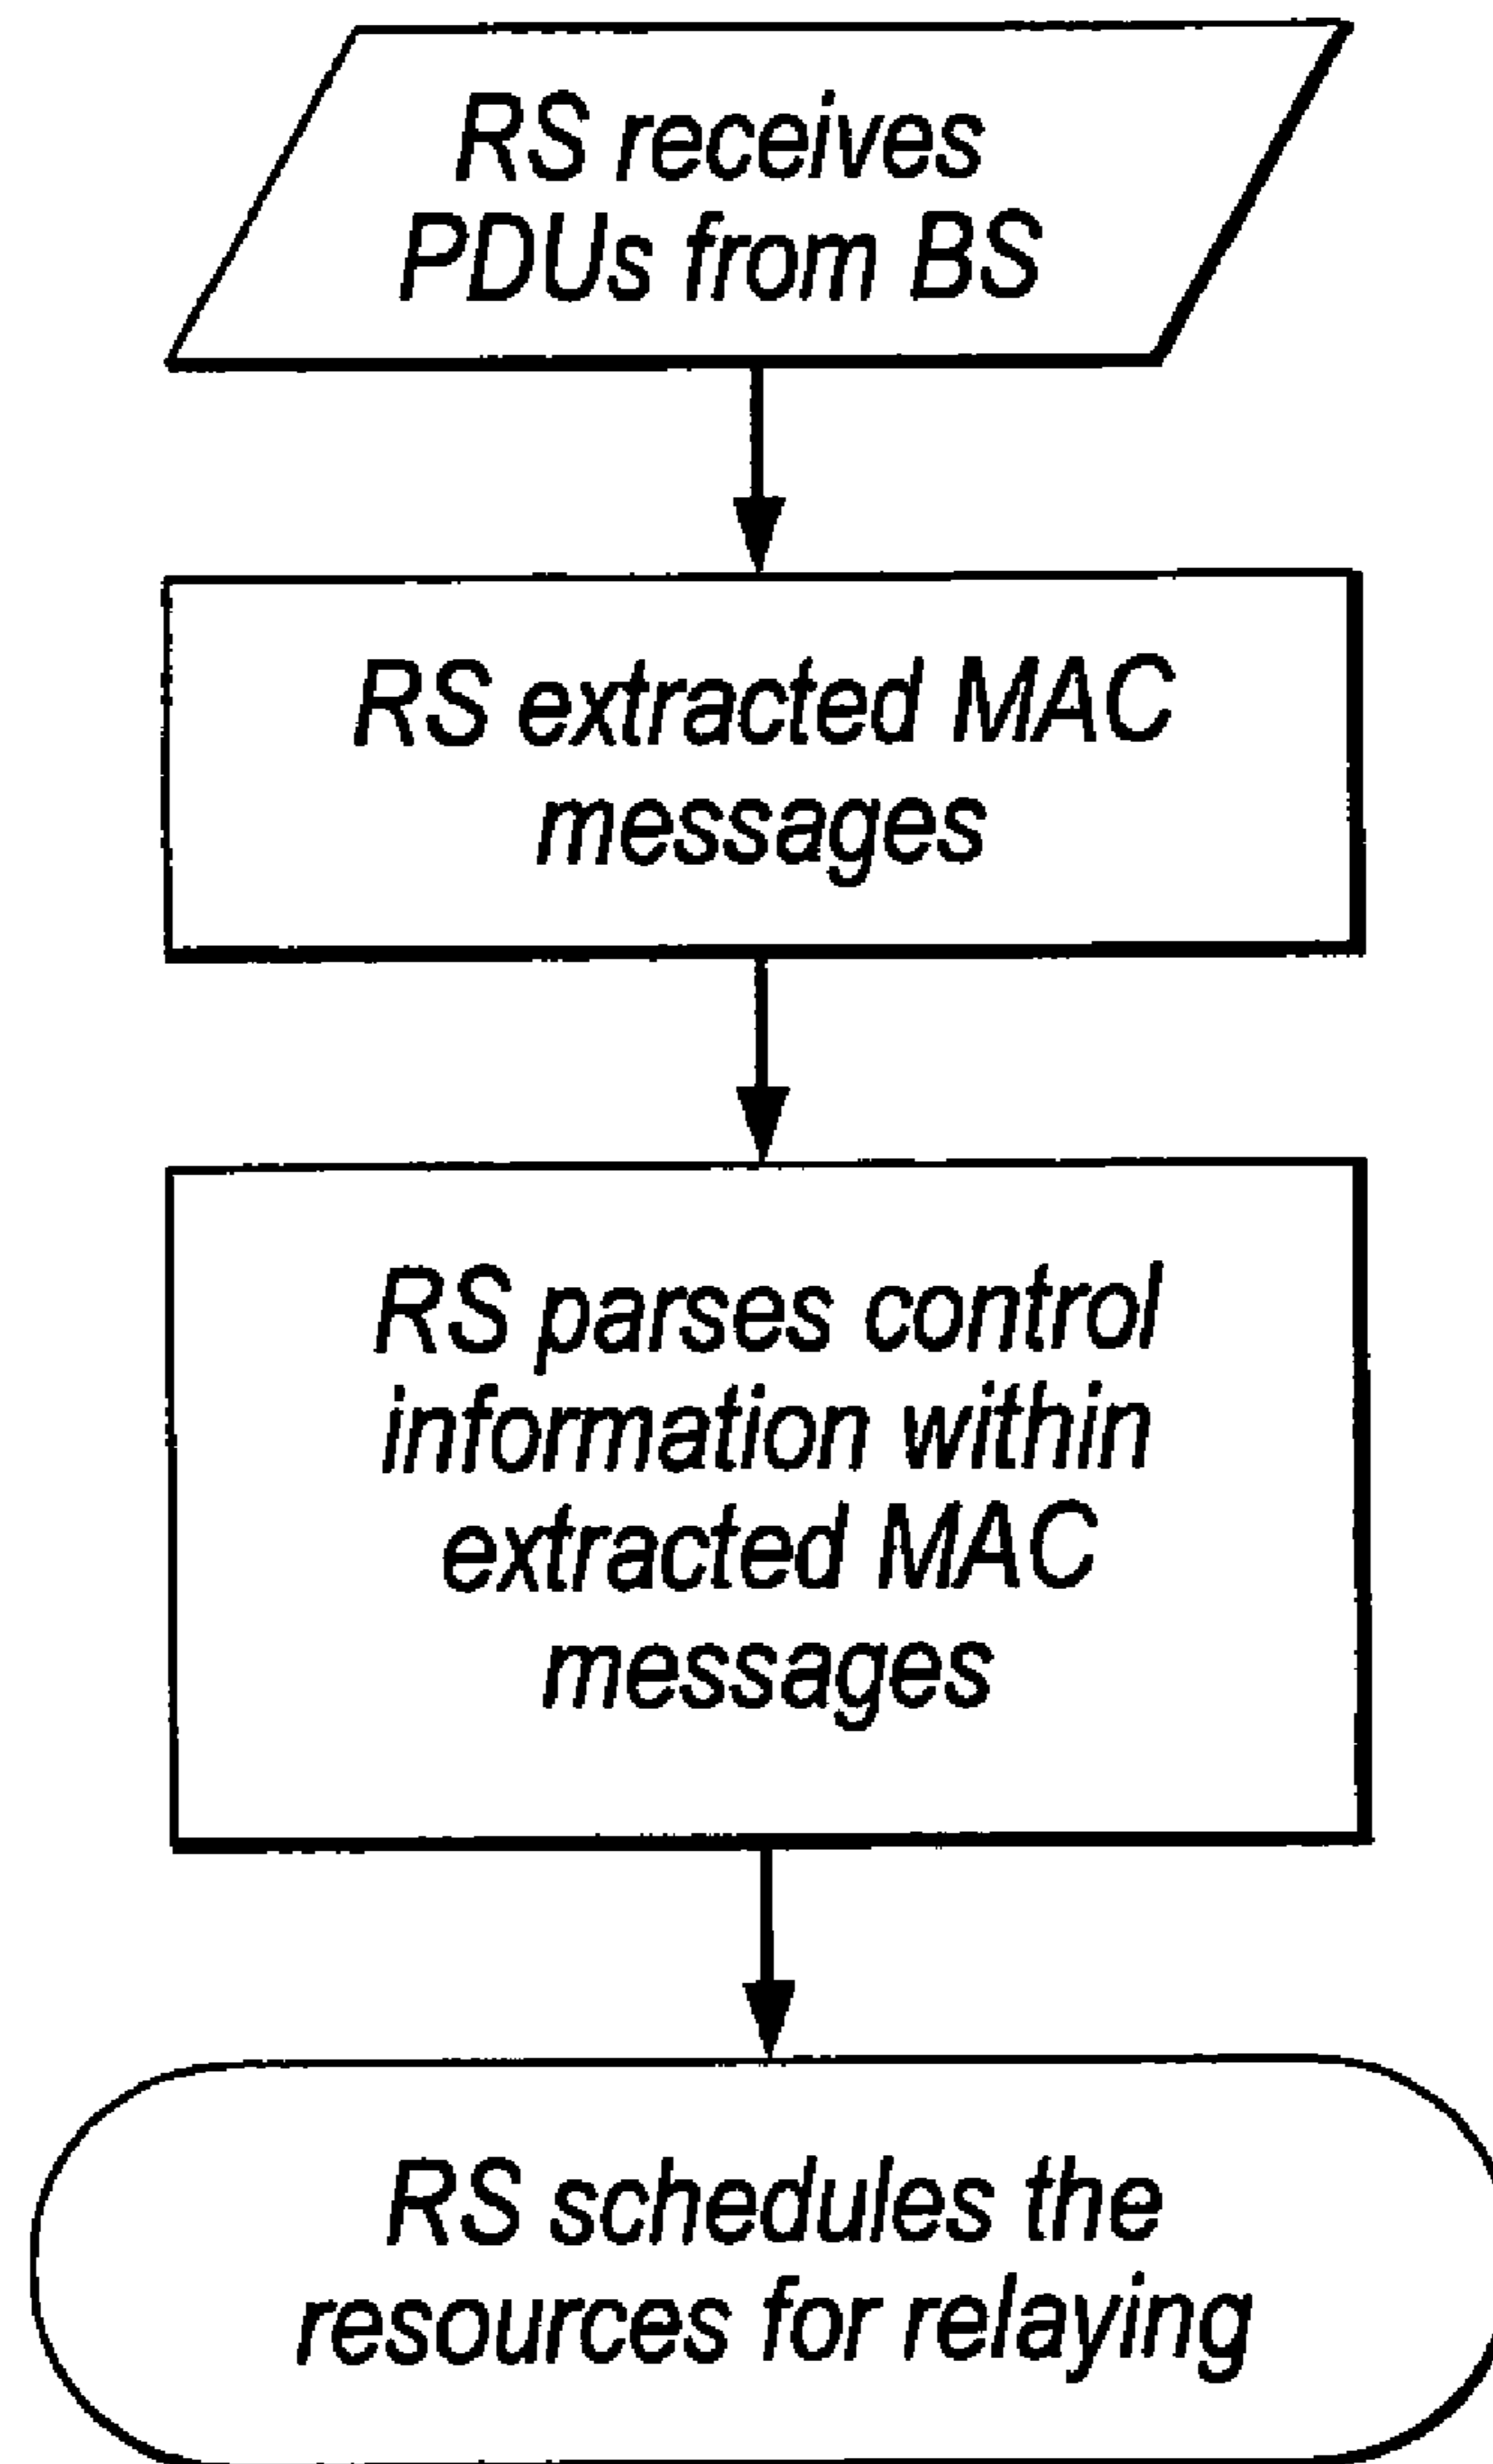 RS receives
PDUs from BS
RS extracted MAC
messages
RS parses control
information within
extracted MAC
messages
RS schedules the
resources for relaying